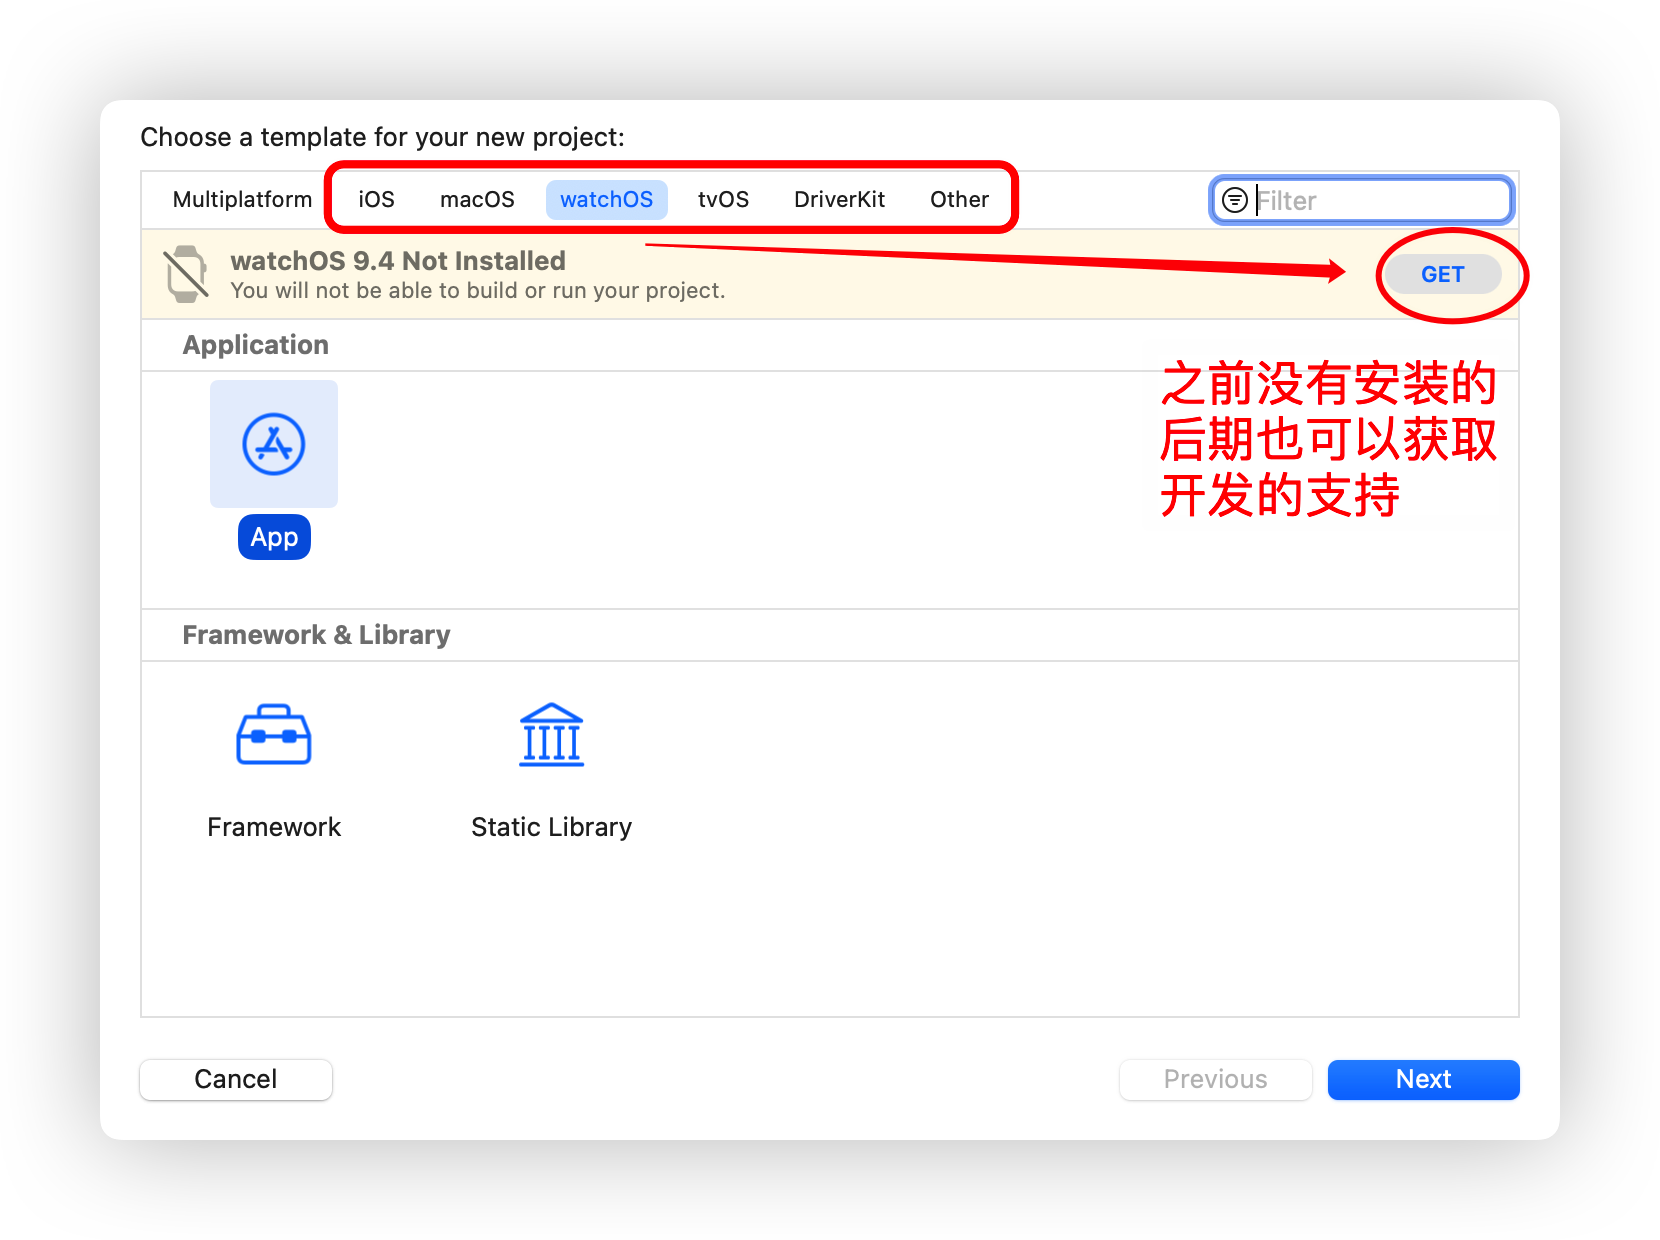 Choose a template for your new project:
Multiplatform iOS macOS watchOS tvOS DriverKit Other Filter
watchOS 9.4 Not Installed
You will not be able to build or run your project.
GET
Application
之前没有安装的
后期也可以获取
开发的支持
App
Framework & Library
Framework Static Library
Cancel Previous Next